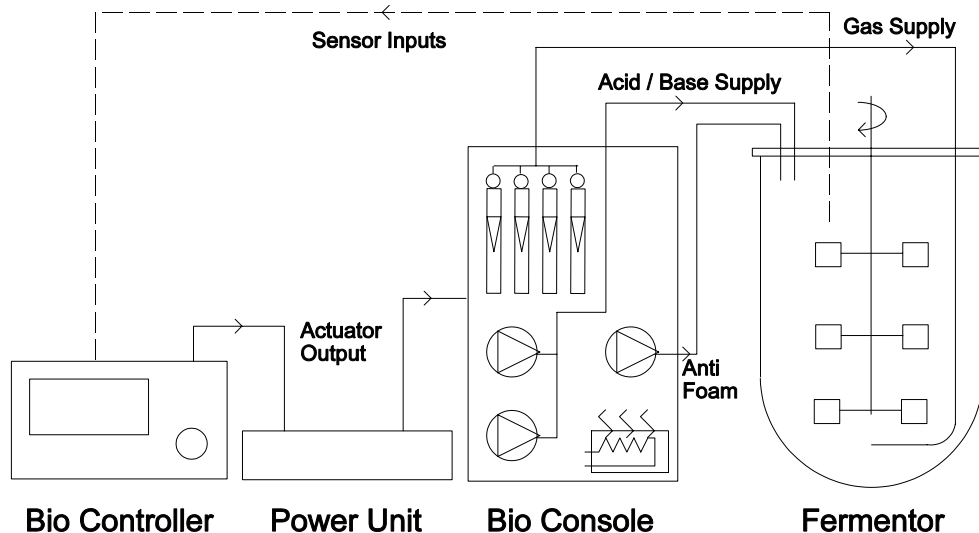 Gas Supply
Sensor Inputs
Acid / Base Supply
Actuator
Output
Anti
Foam
Bio Controller
Power Unit
Bio Console
Fermentor